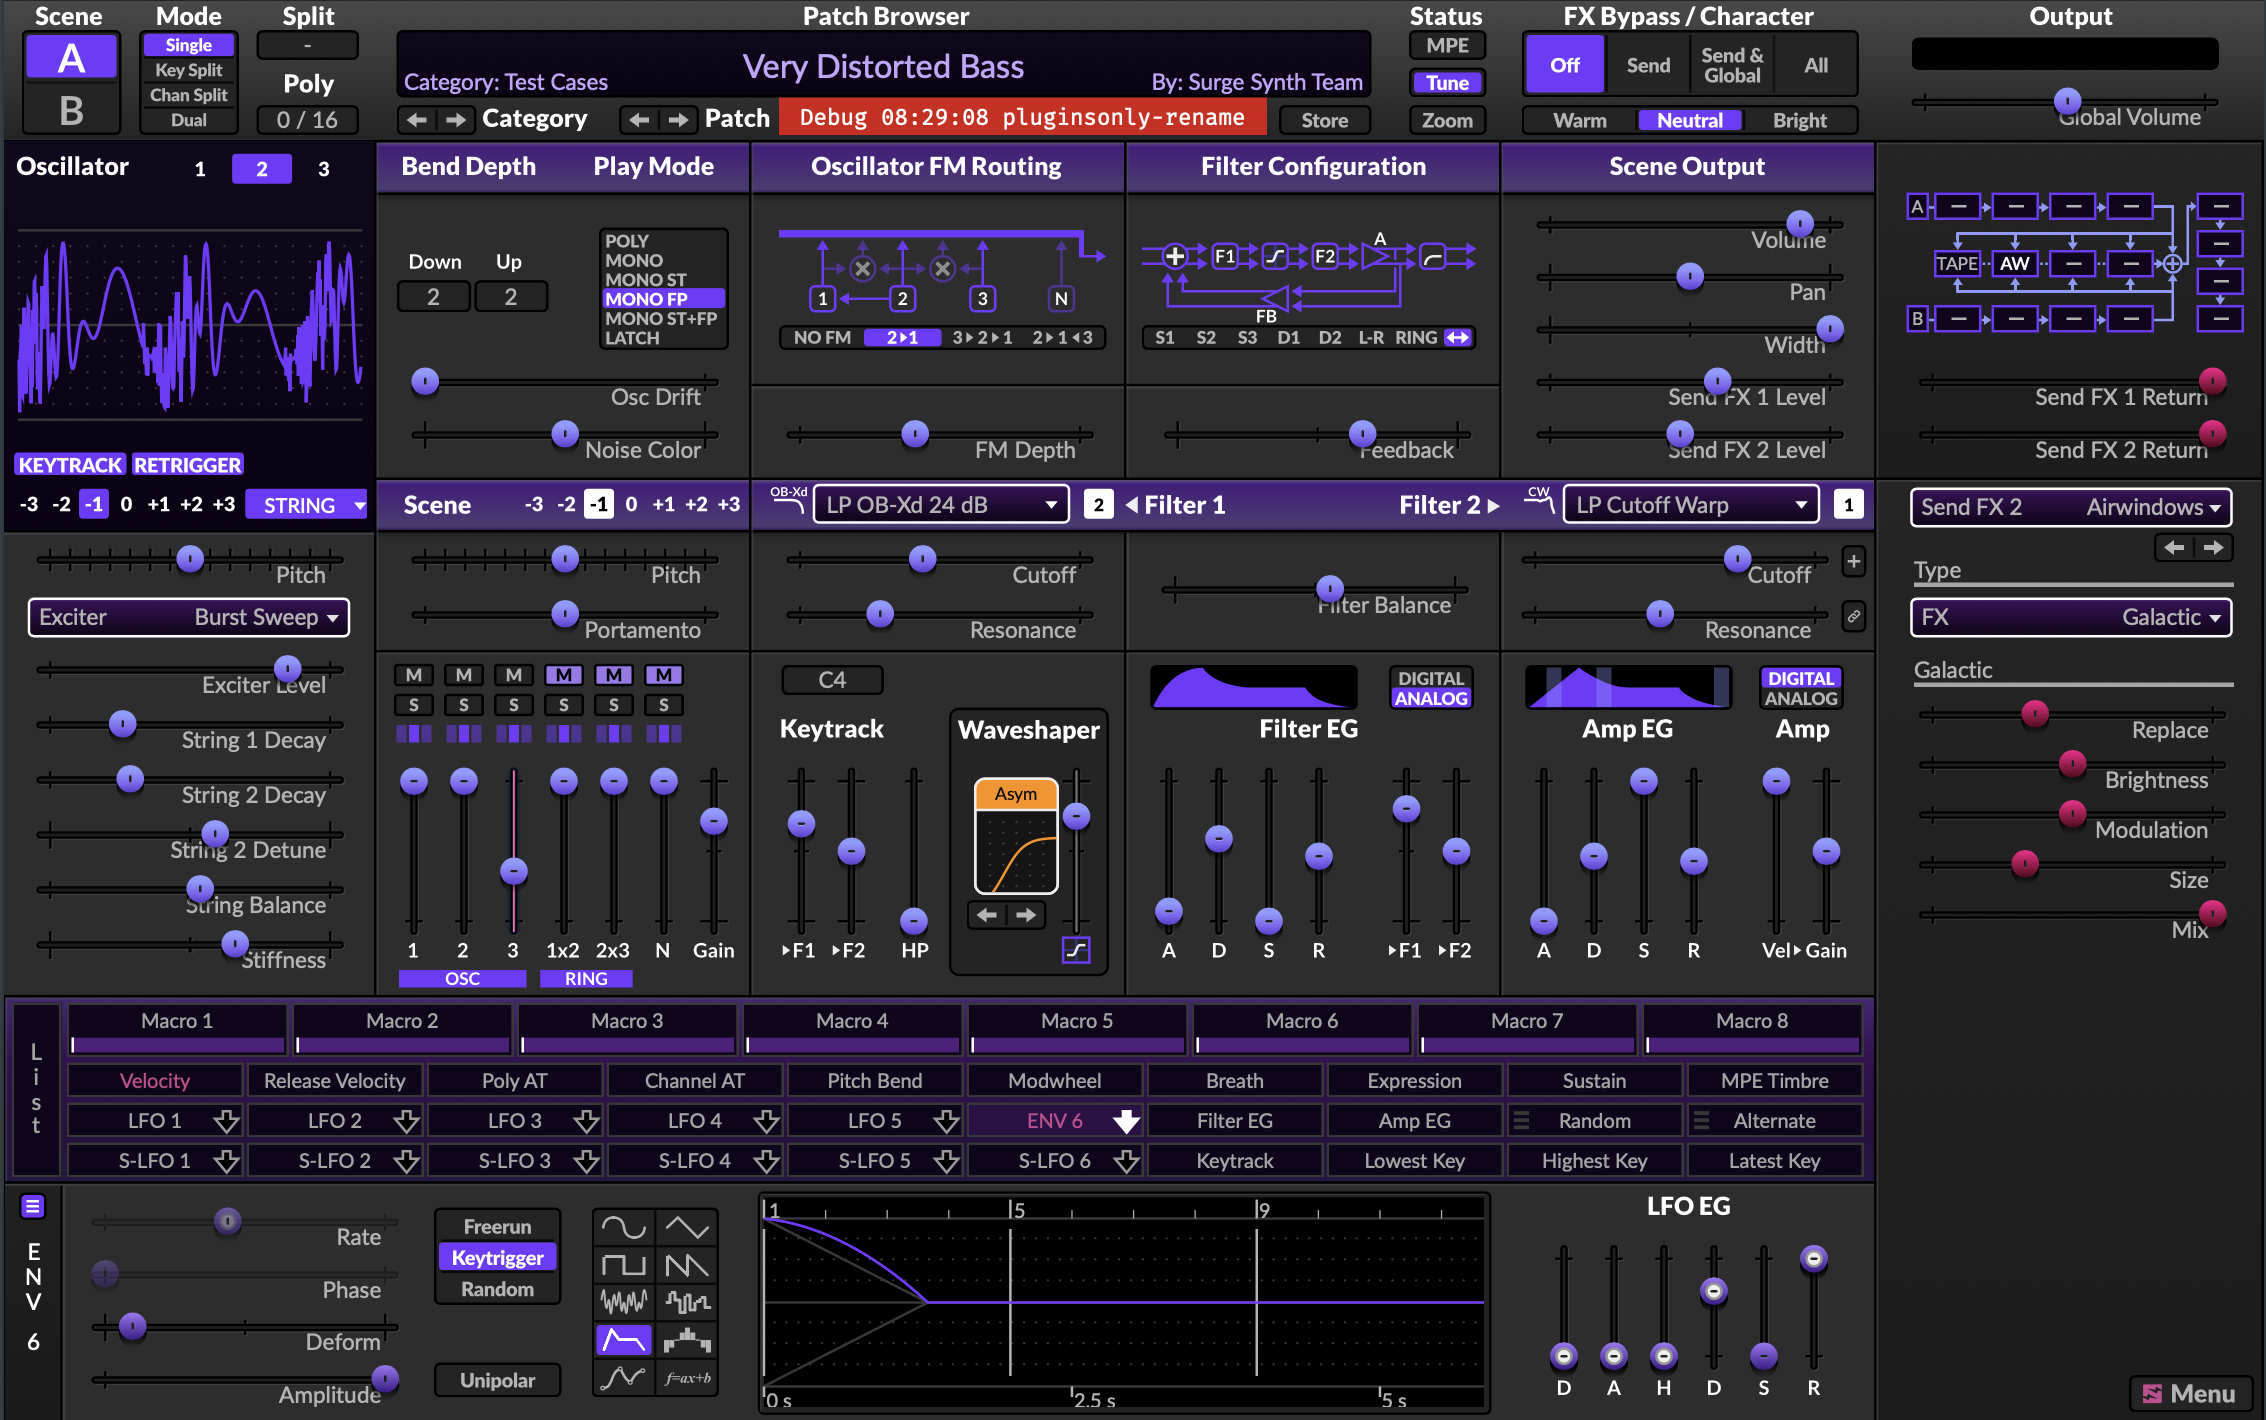 Scene Mode Split Patch Browser Status FX Bypass / Character Output
A
B
Single
Key Split
Chan Split
Dual
-
Poly
0 / 16
Very Distorted Bass
Category: Test Cases
By: Surge Synth Team
Category
Patch
Debug 08:29:08 pluginsonly-rename
Store
MPE
Tune
Zoom
Off Send Send & Global All
Warm Neutral Bright
Global Volume
Oscillator 1 2 3
KEYTRACK RETRIGGER
-3 -2 -1 0 +1 +2 +3 STRING
Bend Depth Play Mode
Down Up
2 2
POLY
MONO
MONO ST
MONO FP
MONO ST+FP
LATCH
Osc Drift
Noise Color
Oscillator FM Routing
1 2 3 N
NO FM 2▸1 3▸2▸1 2▸1◂3
FM Depth
Filter Configuration
F1 F2 A
FB
S1 S2 S3 D1 D2 L-R RING
Feedback
Scene Output
Volume
Pan
Width
Send FX 1 Level
Send FX 2 Level
A
TAPE AW
B
Send FX 1 Return
Send FX 2 Return
Scene -3 -2 -1 0 +1 +2 +3
OB-Xd LP OB-Xd 24 dB 2 ◂ Filter 1
Filter 2 ▸ CW LP Cutoff Warp 1
Send FX 2 Airwindows
Type
FX Galactic
Galactic
Replace
Brightness
Modulation
Size
Mix
Pitch
Exciter Burst Sweep
Exciter Level
String 1 Decay
String 2 Decay
String 2 Detune
String Balance
Stiffness
Pitch
Portamento
Cutoff
Resonance
Filter Balance
Cutoff
Resonance
+
M M M M M M
S S S S S S
1 2 3 1x2 2x3 N Gain
OSC RING
C4
Keytrack
▸F1 ▸F2 HP
Waveshaper
Asym
DIGITAL
ANALOG
Filter EG
A D S R ▸F1 ▸F2
DIGITAL
ANALOG
Amp EG Amp
A D S R Vel▸Gain
List
Macro 1 Macro 2 Macro 3 Macro 4 Macro 5 Macro 6 Macro 7 Macro 8
Velocity Release Velocity Poly AT Channel AT Pitch Bend Modwheel Breath Expression Sustain MPE Timbre
LFO 1 LFO 2 LFO 3 LFO 4 LFO 5 ENV 6 Filter EG Amp EG Random Alternate
S-LFO 1 S-LFO 2 S-LFO 3 S-LFO 4 S-LFO 5 S-LFO 6 Keytrack Lowest Key Highest Key Latest Key
ENV 6
Rate
Phase
Deform
Amplitude
Freerun
Keytrigger
Random
Unipolar
f=ax+b
1 5 9
0 s 2.5 s 5 s
LFO EG
D A H D S R
Menu